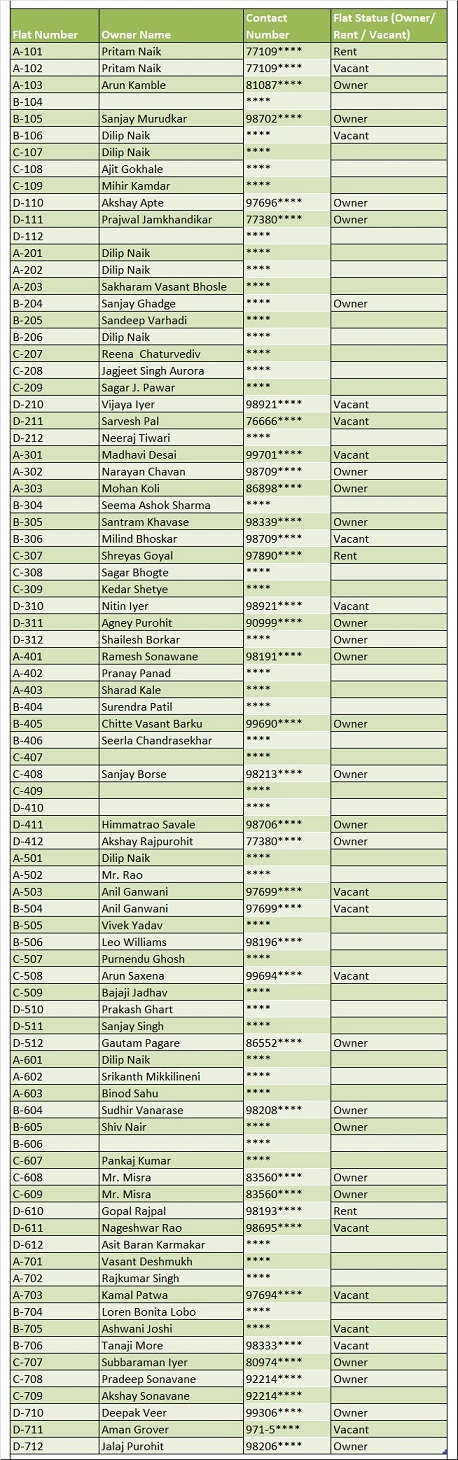 Flat Number Owner Name Contact Number Flat Status (Owner/ Rent / Vacant)
A-101 Pritam Naik 77109**** Rent
A-102 Pritam Naik 77109**** Vacant
A-103 Arun Kamble 81087**** Owner
B-104 ****
B-105 Sanjay Murudkar 98702**** Owner
B-106 Dilip Naik **** Vacant
C-107 Dilip Naik ****
C-108 Ajit Gokhale ****
C-109 Mihir Kamdar ****
D-110 Akshay Apte 97696**** Owner
D-111 Prajwal Jamkhandikar 77380**** Owner
D-112 ****
A-201 Dilip Naik ****
A-202 Dilip Naik ****
A-203 Sakharam Vasant Bhosle ****
B-204 Sanjay Ghadge **** Owner
B-205 Sandeep Varhadi ****
B-206 Dilip Naik ****
C-207 Reena Chaturvediv ****
C-208 Jagjeet Singh Aurora ****
C-209 Sagar J. Pawar ****
D-210 Vijaya Iyer 98921**** Vacant
D-211 Sarvesh Pal 76666**** Vacant
D-212 Neeraj Tiwari ****
A-301 Madhavi Desai 99701**** Vacant
A-302 Narayan Chavan 98709**** Owner
A-303 Mohan Koli 86898**** Owner
B-304 Seema Ashok Sharma ****
B-305 Santram Khavase 98339**** Owner
B-306 Milind Bhoskar 98709**** Vacant
C-307 Shreyas Goyal 97890**** Rent
C-308 Sagar Bhogte ****
C-309 Kedar Shetye ****
D-310 Nitin Iyer 98921**** Vacant
D-311 Agney Purohit 90999**** Owner
D-312 Shailesh Borkar **** Owner
A-401 Ramesh Sonawane 98191**** Owner
A-402 Pranay Panad ****
A-403 Sharad Kale ****
B-404 Surendra Patil ****
B-405 Chitte Vasant Barku 99690**** Owner
B-406 Seerla Chandrasekhar ****
C-407 ****
C-408 Sanjay Borse 98213**** Owner
C-409 ****
D-410 ****
D-411 Himmatrao Savale 98706**** Owner
D-412 Akshay Rajpurohit 77380**** Owner
A-501 Dilip Naik ****
A-502 Mr. Rao ****
A-503 Anil Ganwani 97699**** Vacant
B-504 Anil Ganwani 97699**** Vacant
B-505 Vivek Yadav ****
B-506 Leo Williams 98196****
C-507 Purnendu Ghosh ****
C-508 Arun Saxena 99694**** Vacant
C-509 Bajaji Jadhav ****
D-510 Prakash Ghart ****
D-511 Sanjay Singh ****
D-512 Gautam Pagare 86552**** Owner
A-601 Dilip Naik ****
A-602 Srikanth Mikkilineni ****
A-603 Binod Sahu ****
B-604 Sudhir Vanarase 98208**** Owner
B-605 Shiv Nair **** Owner
B-606 ****
C-607 Pankaj Kumar ****
C-608 Mr. Misra 83560**** Owner
C-609 Mr. Misra 83560**** Owner
D-610 Gopal Rajpal 98193**** Rent
D-611 Nageshwar Rao 98695**** Vacant
D-612 Asit Baran Karmakar ****
A-701 Vasant Deshmukh ****
A-702 Rajkumar Singh ****
A-703 Kamal Patwa 97694**** Vacant
B-704 Loren Bonita Lobo ****
B-705 Ashwani Joshi **** Vacant
B-706 Tanaji More 98333**** Vacant
C-707 Subbaraman Iyer 80974**** Owner
C-708 Pradeep Sonavane 92214**** Owner
C-709 Akshay Sonavane 92214****
D-710 Deepak Veer 99306**** Owner
D-711 Aman Grover 971-5**** Vacant
D-712 Jalaj Purohit 98206**** Owner